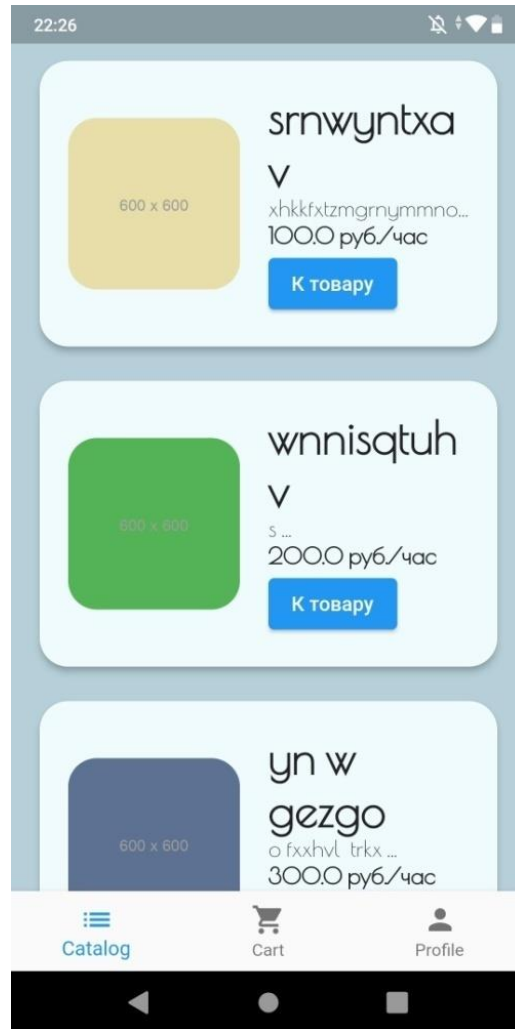 22:26
600 x 600
srnwyntxa
v
xhkkfxtzmgrnymmno...
100.0 руб./час
К товару
600 x 600
wnnisqtuh
v
s ...
200.0 руб./час
К товару
600 x 600
yn w
gezgo
o fxxhvl trkx ...
300.0 руб./час
Catalog
Cart
Profile